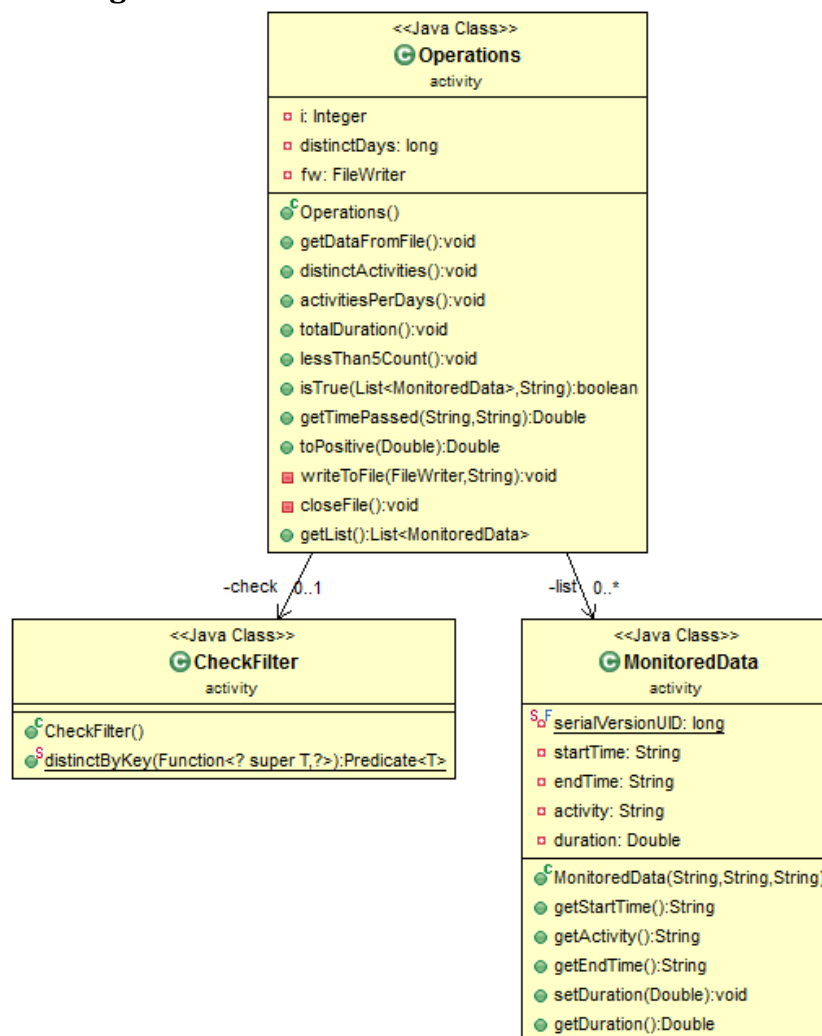 <<Java Class>>
Operations
activity
i: Integer
distinctDays: long
fw: FileWriter
Operations()
getDataFromFile():void
distinctActivities():void
activitiesPerDays():void
totalDuration():void
lessThan5Count():void
isTrue(List<MonitoredData>,String):boolean
getTimePassed(String,String):Double
toPositive(Double):Double
writeToFile(FileWriter,String):void
closeFile():void
getList():List<MonitoredData>
-check 0..1
-list 0..*
<<Java Class>>
CheckFilter
activity
CheckFilter()
distinctByKey(Function<? super T,?>):Predicate<T>
<<Java Class>>
MonitoredData
activity
serialVersionUID: long
startTime: String
endTime: String
activity: String
duration: Double
MonitoredData(String,String,String)
getStartTime():String
getActivity():String
getEndTime():String
setDuration(Double):void
getDuration():Double